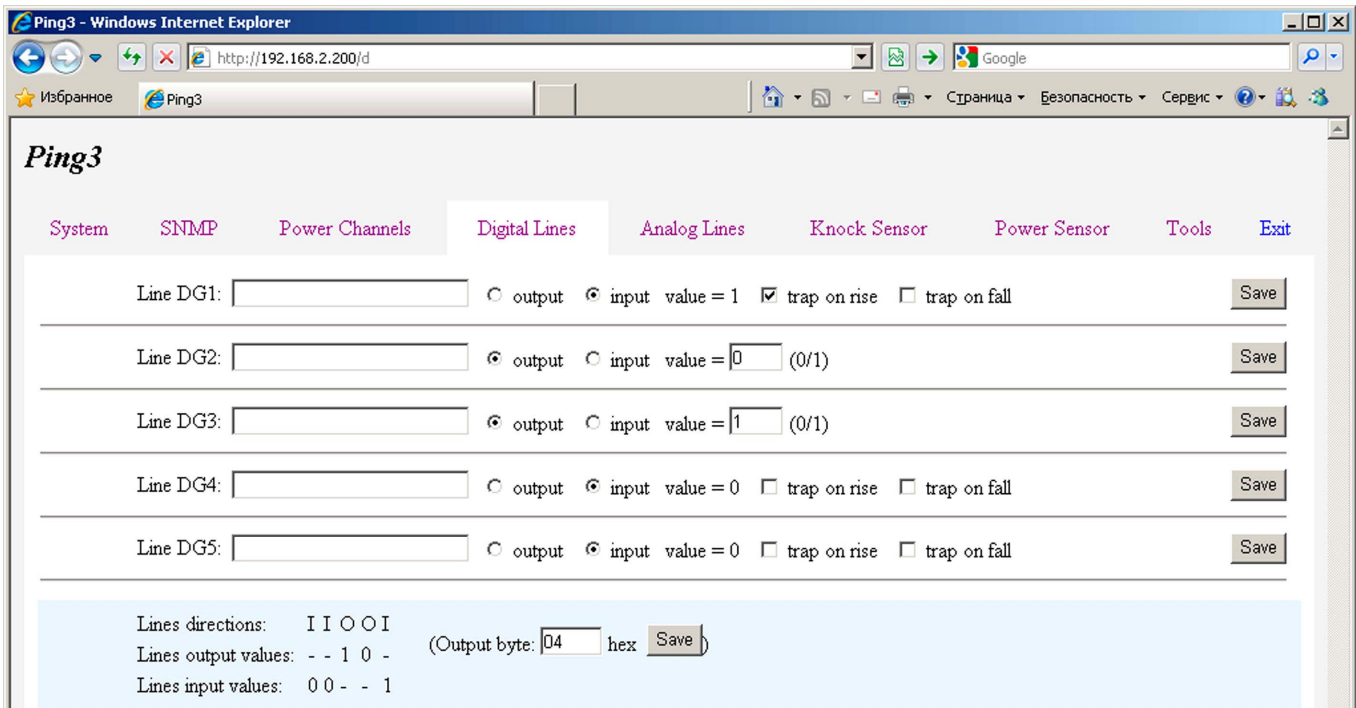 Ping3 - Windows Internet Explorer
http://192.168.2.200/d
Google
Избранное
Ping3
Страница
Безопасность
Сервис
Ping3
System SNMP Power Channels Digital Lines Analog Lines Knock Sensor Power Sensor Tools Exit
Line DG1: output input value = 1 trap on rise trap on fall Save
Line DG2: output input value = 0 (0/1) Save
Line DG3: output input value = 1 (0/1) Save
Line DG4: output input value = 0 trap on rise trap on fall Save
Line DG5: output input value = 0 trap on rise trap on fall Save
Lines directions: I I O O I
(Output byte: 04 hex Save )
Lines output values: - - 1 0 -
Lines input values: 0 0 - - 1